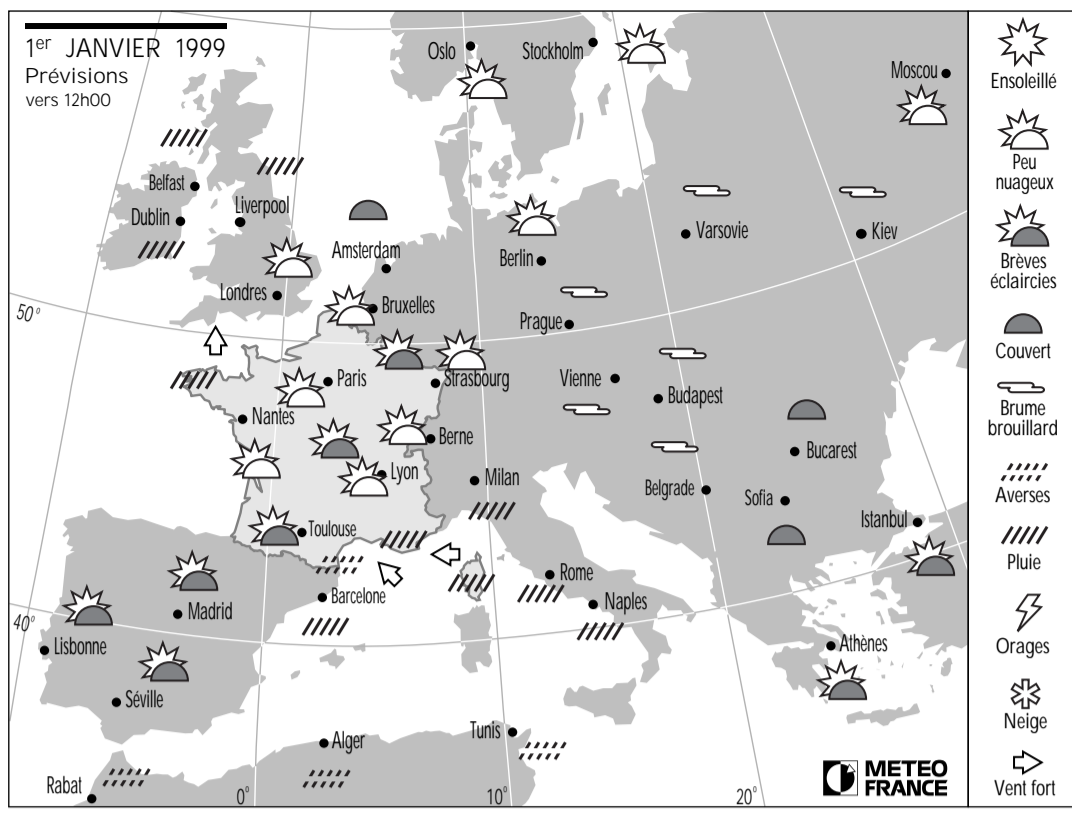 1er JANVIER 1999
Prévisions
vers 12h00
Oslo
Stockholm
Moscou
Belfast
Dublin
Liverpool
Amsterdam
Londres
Bruxelles
Berlin
Varsovie
Kiev
Prague
50°
Paris
Strasbourg
Vienne
Budapest
Nantes
Berne
Lyon
Milan
Bucarest
Belgrade
Sofia
Istanbul
Toulouse
Rome
Barcelone
Naples
Madrid
40°
Lisbonne
Athènes
Séville
Alger
Tunis
Rabat
0°
10°
20°
METEO
FRANCE
Ensoleillé
Peu
nuageux
Brèves
éclaircies
Couvert
Brume
brouillard
Averses
Pluie
Orages
Neige
Vent fort